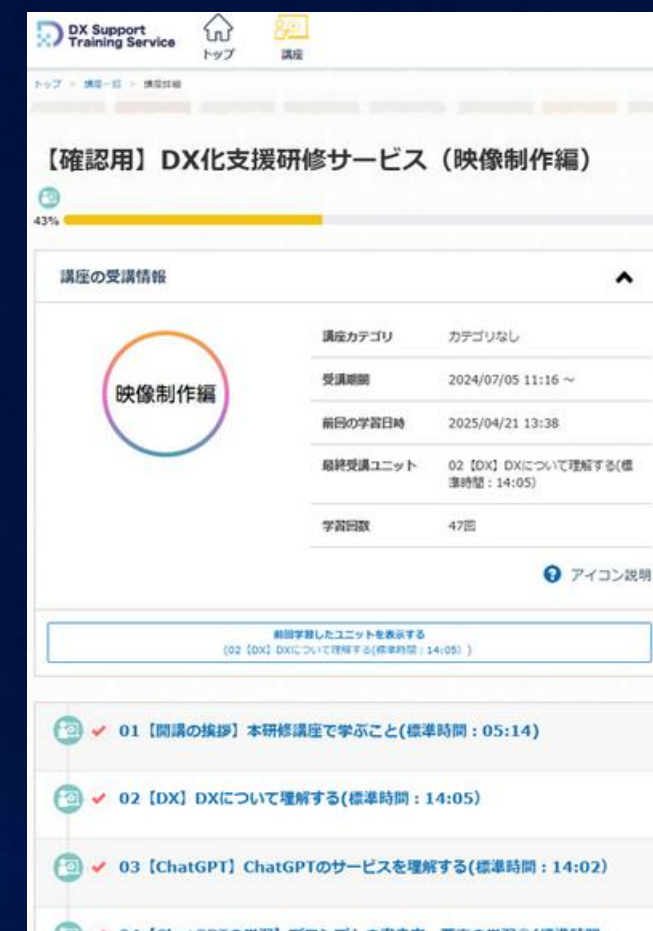 DX Support
Training Service
トップ
講座
トップ > 講座一覧 > 講座詳細
【確認用】DX化支援研修サービス（映像制作編）
43%
講座の受講情報
映像制作編
講座カテゴリ カテゴリなし
受講期間 2024/07/05 11:16 ～
前回の学習日時 2025/04/21 13:38
最終受講ユニット 02【DX】DXについて理解する(標
準時間：14:05)
学習回数 47回
アイコン説明
前回学習したユニットを表示する
(02【DX】DXについて理解する(標準時間：14:05) )
01【開講の挨拶】本研修講座で学ぶこと(標準時間：05:14)
02【DX】DXについて理解する(標準時間：14:05)
03【ChatGPT】ChatGPTのサービスを理解する(標準時間：14:02)